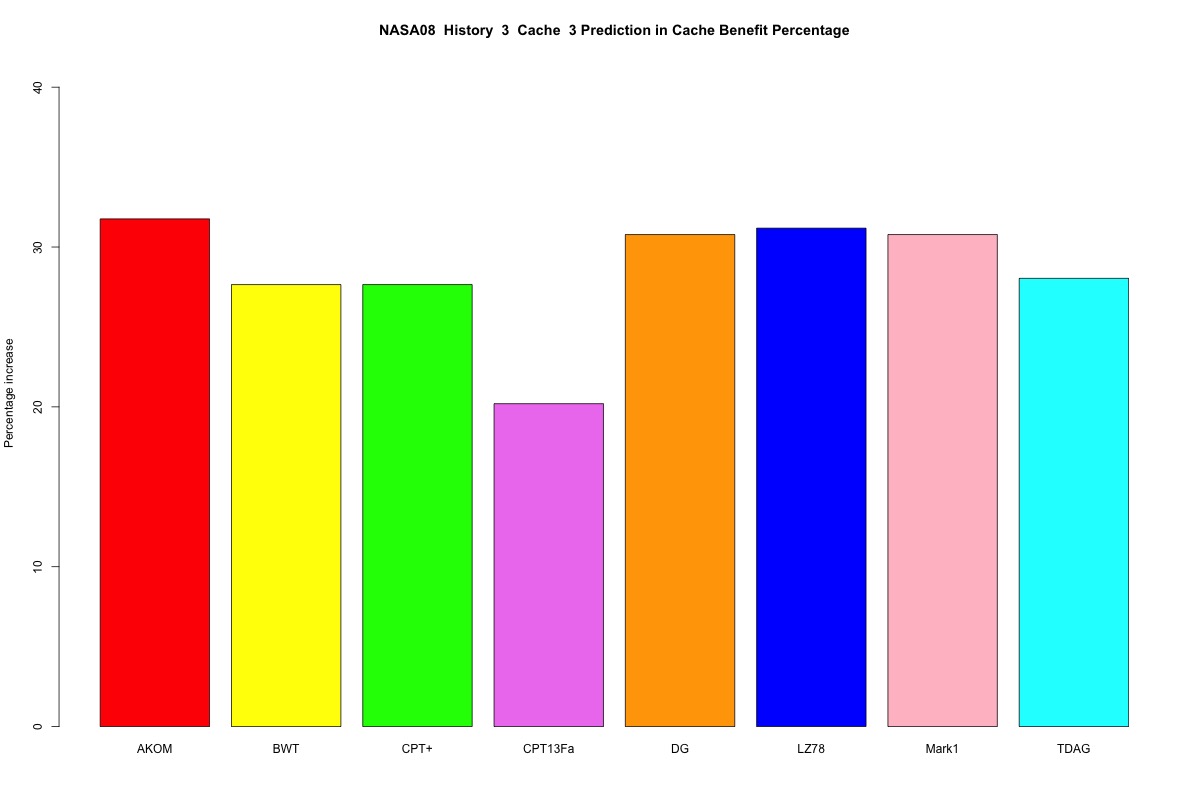 NASA08 History 3 Cache 3 Prediction in Cache Benefit Percentage
Percentage increase
40
30
20
10
0
AKOM BWT CPT+ CPT13Fa DG LZ78 Mark1 TDAG